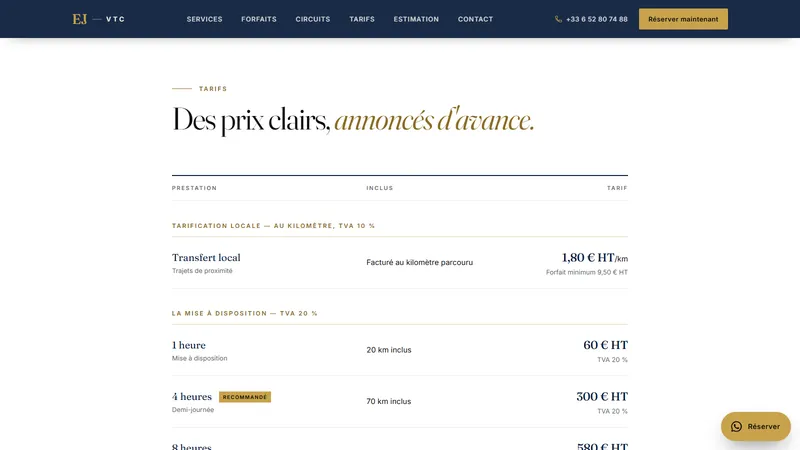 EJ — VTC
SERVICES FORFAITS CIRCUITS TARIFS ESTIMATION CONTACT
+33 6 52 80 74 88
Réserver maintenant
TARIFS
Des prix clairs, annoncés d'avance.
PRESTATION INCLUS TARIF
TARIFICATION LOCALE — AU KILOMÈTRE, TVA 10 %
Transfert local
Trajets de proximité
Facturé au kilomètre parcouru
1,80 € HT/km
Forfait minimum 9,50 € HT
LA MISE À DISPOSITION — TVA 20 %
1 heure
Mise à disposition
20 km inclus
60 € HT
TVA 20 %
4 heures RECOMMANDÉ
Demi-journée
70 km inclus
300 € HT
TVA 20 %
Réserver
8 heures
580 € HT